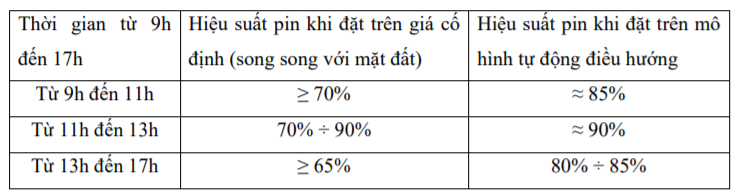 Thời gian từ 9h đến 17h
Hiệu suất pin khi đặt trên giá cố định (song song với mặt đất)
Hiệu suất pin khi đặt trên mô hình tự động điều hướng
Từ 9h đến 11h
≥ 70%
≈ 85%
Từ 11h đến 13h
70% ÷ 90%
≈ 90%
Từ 13h đến 17h
≥ 65%
80% ÷ 85%